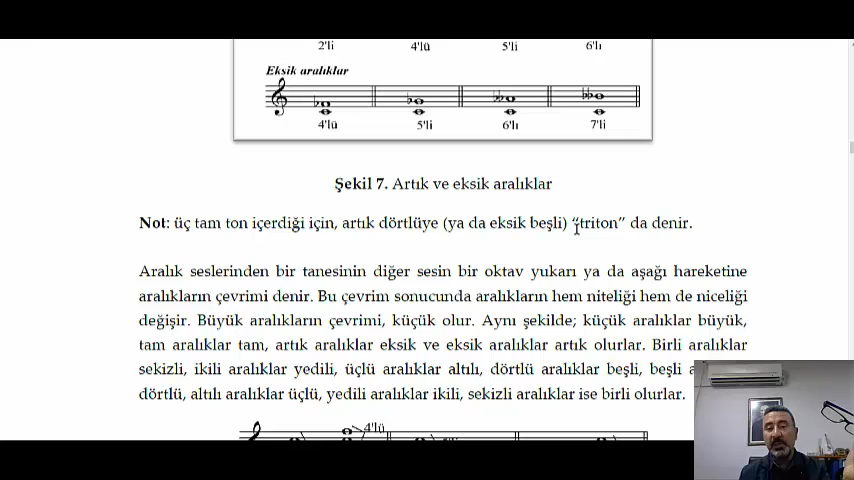 2'li 4'lü 5'li 6'lı
Eksik aralıklar
4'lü 5'li 6'lı 7'li
Şekil 7. Artık ve eksik aralıklar
Not: üç tam ton içerdiği için, artık dörtlüye (ya da eksik beşli) “triton” da denir.
Aralık seslerinden bir tanesinin diğer sesin bir oktav yukarı ya da aşağı hareketine
aralıkların çevrimi denir. Bu çevrim sonucunda aralıkların hem niteliği hem de niceliği
değişir. Büyük aralıkların çevrimi, küçük olur. Aynı şekilde; küçük aralıklar büyük,
tam aralıklar tam, artık aralıklar eksik ve eksik aralıklar artık olurlar. Birli aralıklar
sekizli, ikili aralıklar yedili, üçlü aralıklar altılı, dörtlü aralıklar beşli, beşli a
dörtlü, altılı aralıklar üçlü, yedili aralıklar ikili, sekizli aralıklar ise birli olurlar.
4'lü